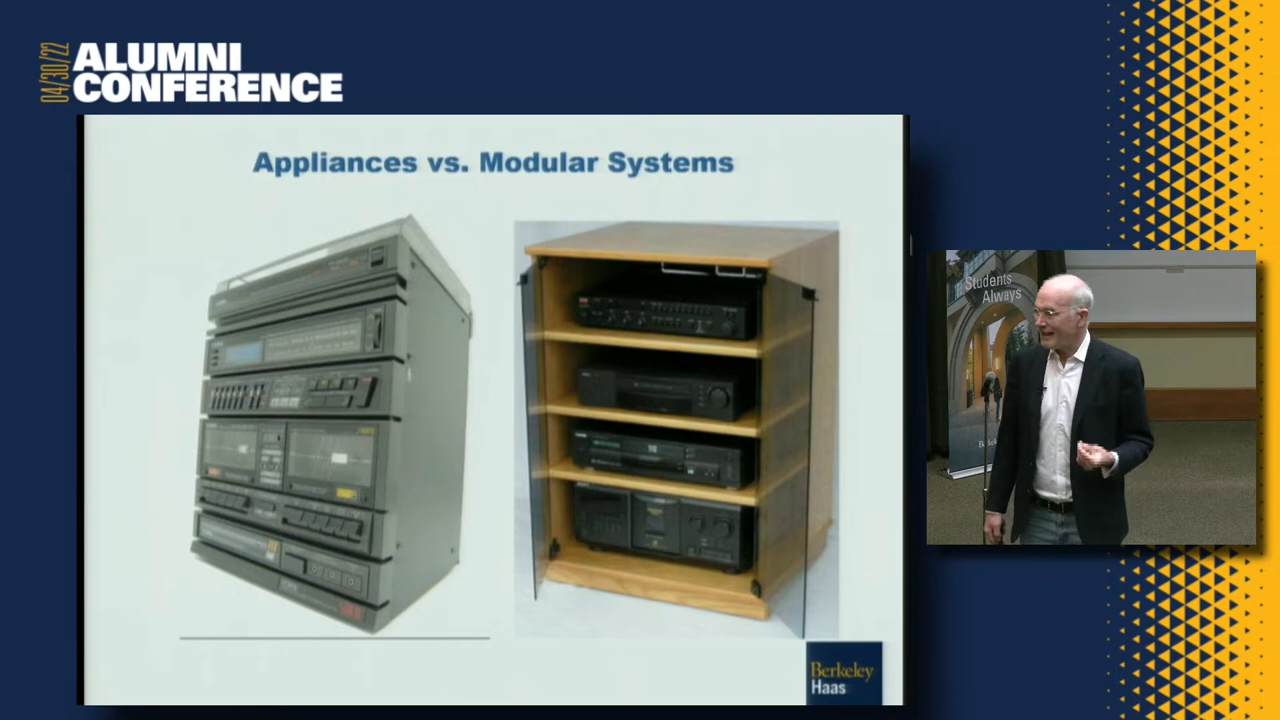 04/30/22
ALUMNI
CONFERENCE
Appliances vs. Modular Systems
Students
Always
Berkeley
Haas